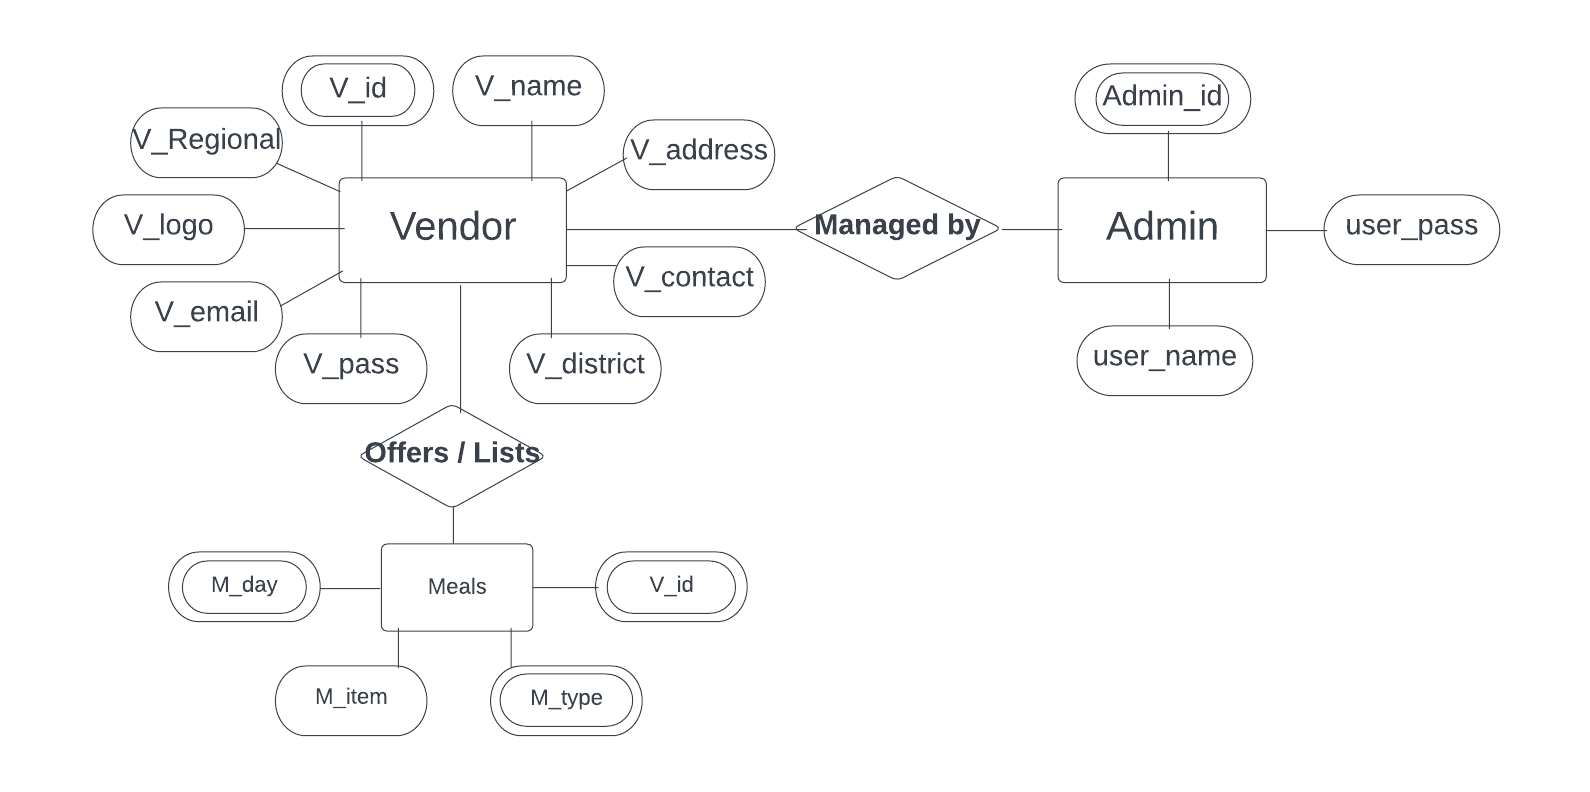 V_id
V_name
Admin_id
V_Regional
V_address
V_logo
Vendor
Managed by
Admin
user_pass
V_contact
V_email
V_pass
V_district
user_name
Offers / Lists
M_day
Meals
V_id
M_item
M_type